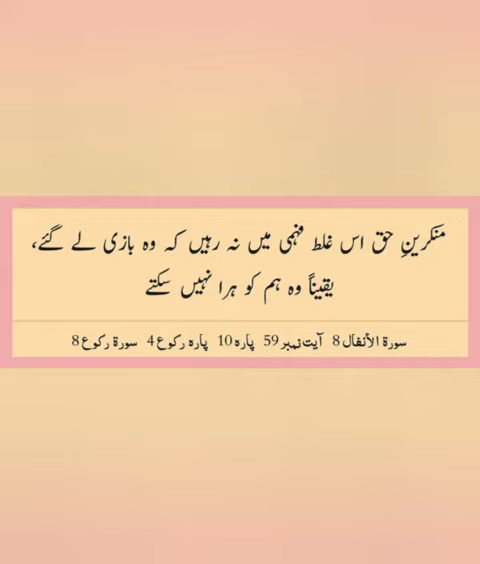 منکرینِ حق اس غلط فہمی میں نہ رہیں کہ وہ بازی لے گئے،
یقیناً وہ ہم کو ہرا نہیں سکتے
سورۃ الأنفال 8 آیت نمبر 59 پارہ 10 پارہ رکوع 4 سورۃ رکوع 8